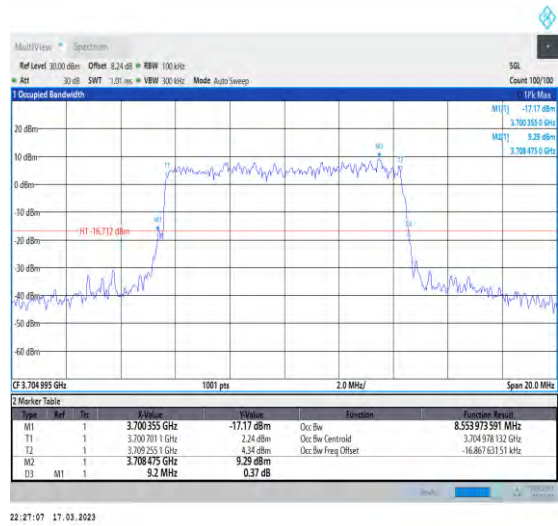 MultiView Spectrum
Ref Level 30.00 dBm Offset 8.24 dB RBW 100 kHz SGL
Att 30 dB SWT 1.01 ms VBW 300 kHz Mode Auto Sweep Count 100/100
1 Occupied Bandwidth 1Pk Max
M1[1] -17.17 dBm
3.700 355 0 GHz
M2[1] 9.29 dBm
3.708 475 0 GHz
20 dBm
10 dBm
M2
T1
T2
0 dBm
-10 dBm
M1
D3
H1 -16.712 dBm
-20 dBm
-30 dBm
-40 dBm
-50 dBm
-60 dBm
CF 3.704 995 GHz 1001 pts 2.0 MHz/ Span 20.0 MHz
2 Marker Table
Type Ref Trc X-Value Y-Value Function Function Result
M1 1 3.700 355 GHz -17.17 dBm Occ Bw 8.553 973 591 MHz
T1 1 3.700 701 1 GHz 2.24 dBm Occ Bw Centroid 3.704 978 132 GHz
T2 1 3.709 255 1 GHz 4.34 dBm Occ Bw Freq Offset -16.867 631 51 kHz
M2 1 3.708 475 GHz 9.29 dBm
D3 M1 1 9.2 MHz 0.37 dB
22:27:07 17.03.2023